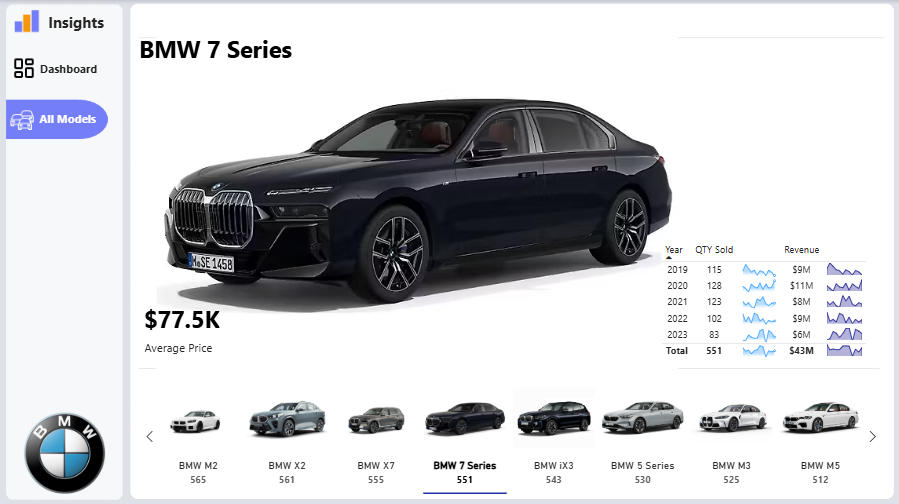 Insights
Dashboard
All Models
BMW
BMW 7 Series
M SE 1458
$77.5K
Average Price
Year QTY Sold Revenue
2019 115 $9M
2020 128 $11M
2021 123 $8M
2022 102 $9M
2023 83 $6M
Total 551 $43M
BMW M2 BMW X2 BMW X7 BMW 7 Series BMW iX3 BMW 5 Series BMW M3 BMW M5
565 561 555 551 543 530 525 512